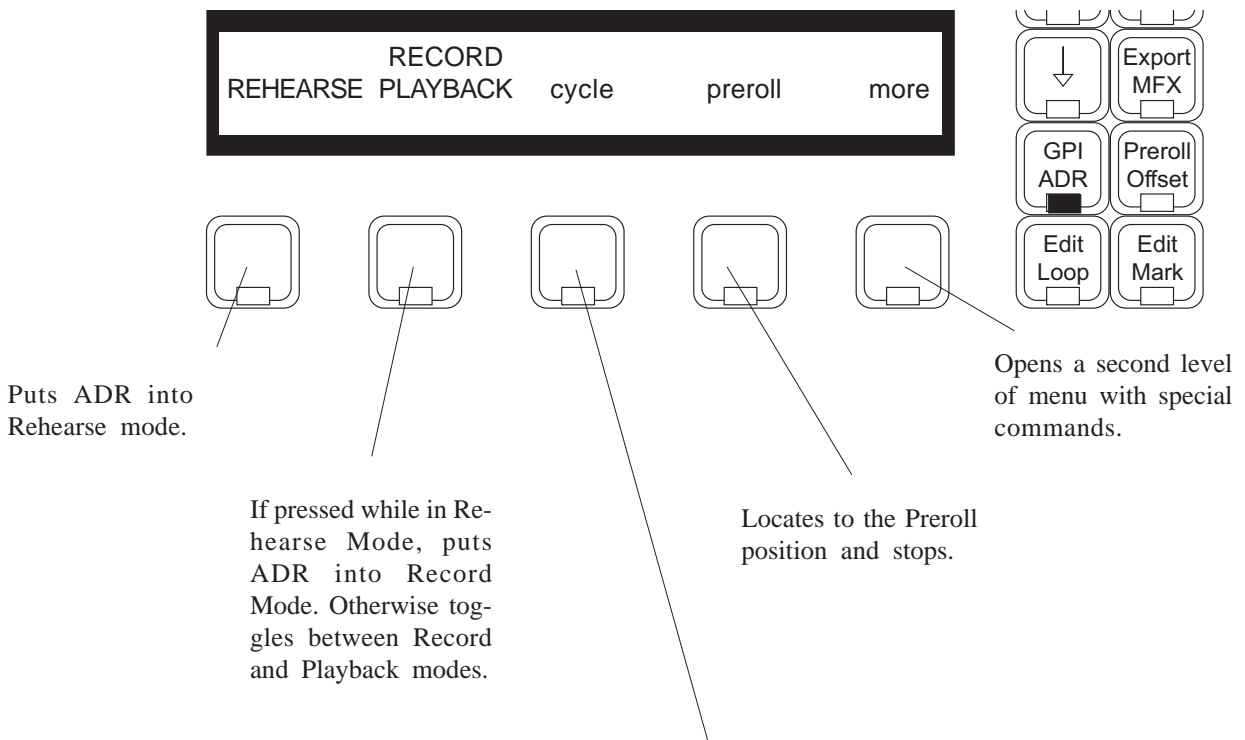 RECORD
REHEARSE PLAYBACK cycle preroll more
Export
MFX
GPI
ADR
Preroll
Offset
Edit
Loop
Edit
Mark
Puts ADR into
Rehearse mode.
If pressed while in Re-
hearse Mode, puts
ADR into Record
Mode. Otherwise tog-
gles between Record
and Playback modes.
Locates to the Preroll
position and stops.
Opens a second level
of menu with special
commands.